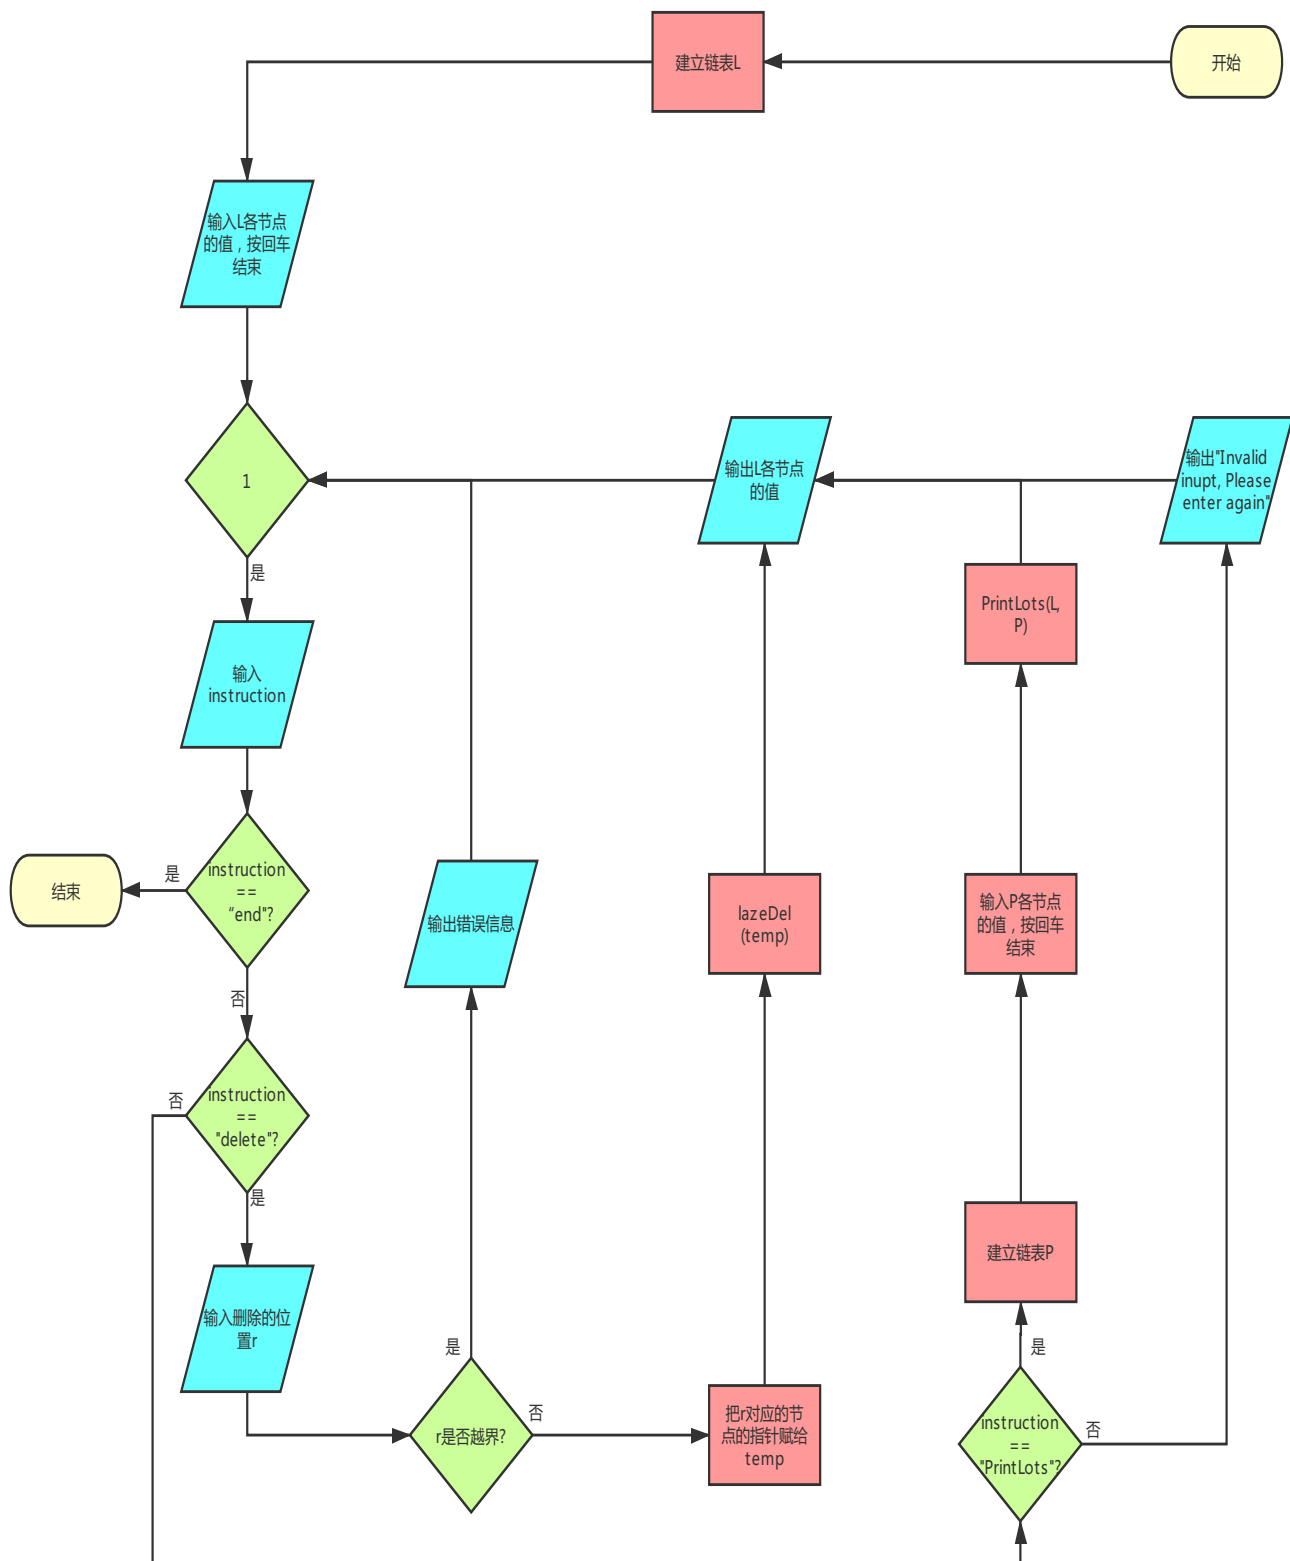 开始
建立链表L
输入L各节点
的值，按回车
结束
1
是
输入
instruction
instruction
==
“end"?
是
结束
否
instruction
==
"delete"?
否
是
输入删除的位
置r
r是否越界?
是
输出错误信息
否
把r对应的节
点的指针赋给
temp
lazeDel
(temp)
输出L各节点
的值
instruction
==
"PrintLots"?
是
建立链表P
输入P各节点
的值，按回车
结束
PrintLots(L,
P)
否
输出"Invalid
inupt, Please
enter again"